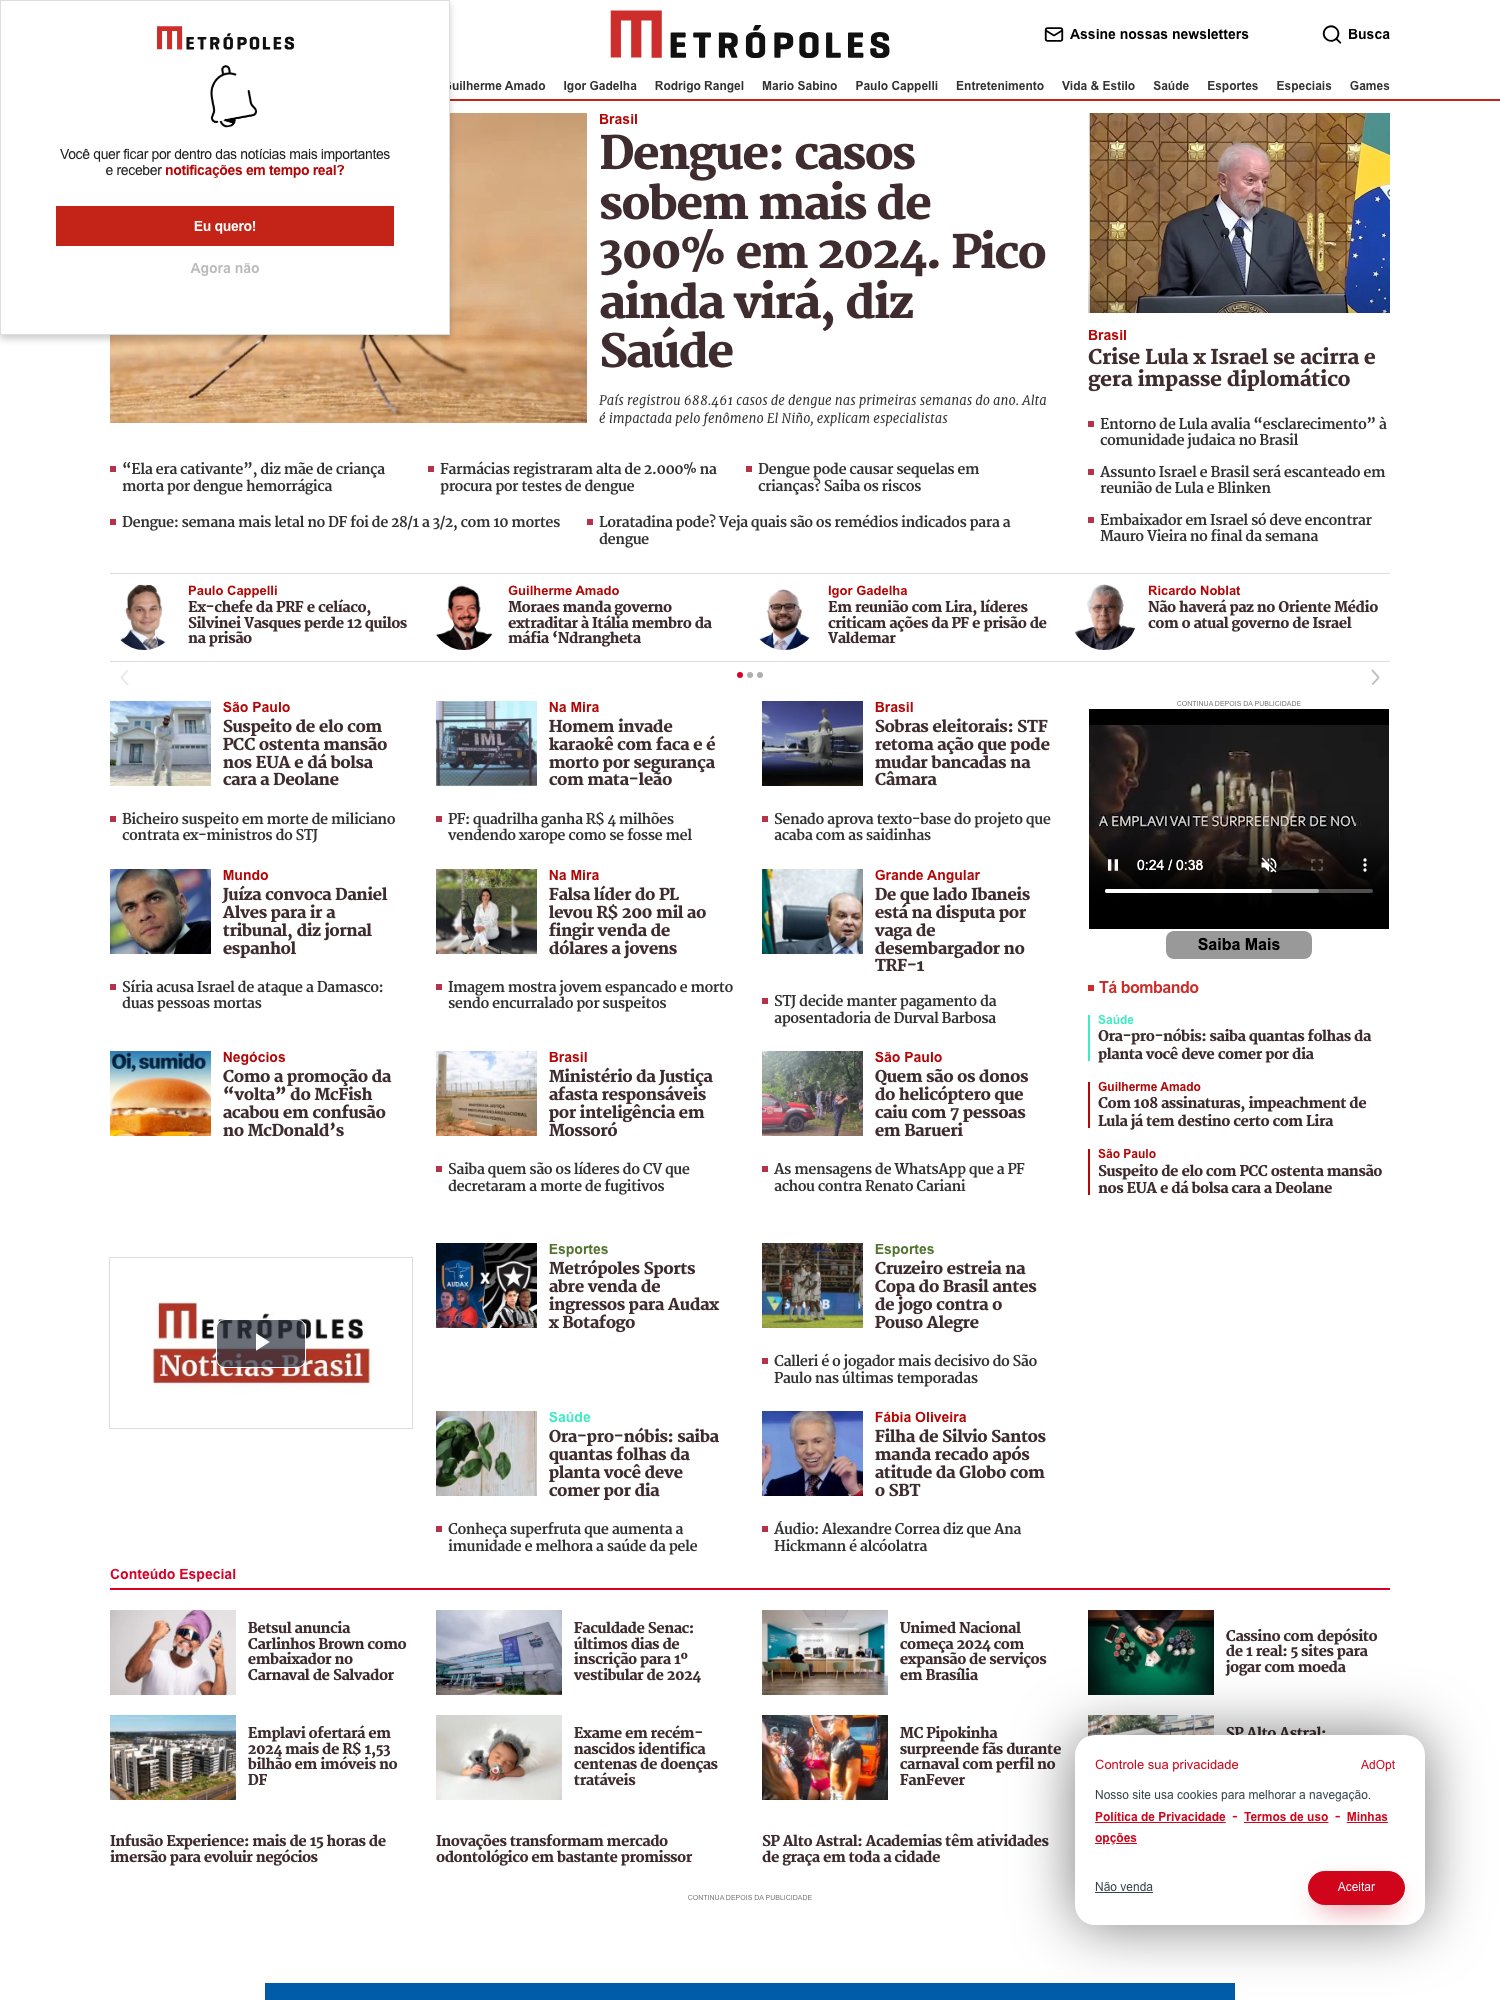 METRÓPOLES
Você quer ficar por dentro das notícias mais importantes
e receber notificações em tempo real?
Eu quero!
Agora não
METRÓPOLES
Assine nossas newsletters
Busca
Guilherme Amado Igor Gadelha Rodrigo Rangel Mario Sabino Paulo Cappelli Entretenimento Vida & Estilo Saúde Esportes Especiais Games
Brasil
Dengue: casos
sobem mais de
300% em 2024. Pico
ainda virá, diz
Saúde
País registrou 688.461 casos de dengue nas primeiras semanas do ano. Alta
é impactada pelo fenômeno El Niño, explicam especialistas
“Ela era cativante”, diz mãe de criança
morta por dengue hemorrágica
Farmácias registraram alta de 2.000% na
procura por testes de dengue
Dengue pode causar sequelas em
crianças? Saiba os riscos
Dengue: semana mais letal no DF foi de 28/1 a 3/2, com 10 mortes
Loratadina pode? Veja quais são os remédios indicados para a
dengue
Brasil
Crise Lula x Israel se acirra e
gera impasse diplomático
Entorno de Lula avalia “esclarecimento” à
comunidade judaica no Brasil
Assunto Israel e Brasil será escanteado em
reunião de Lula e Blinken
Embaixador em Israel só deve encontrar
Mauro Vieira no final da semana
Paulo Cappelli
Ex-chefe da PRF e celíaco,
Silvinei Vasques perde 12 quilos
na prisão
Guilherme Amado
Moraes manda governo
extraditar à Itália membro da
máfia ‘Ndrangheta
Igor Gadelha
Em reunião com Lira, líderes
criticam ações da PF e prisão de
Valdemar
Ricardo Noblat
Não haverá paz no Oriente Médio
com o atual governo de Israel
São Paulo
Suspeito de elo com
PCC ostenta mansão
nos EUA e dá bolsa
cara a Deolane
Bicheiro suspeito em morte de miliciano
contrata ex-ministros do STJ
IML
Na Mira
Homem invade
karaokê com faca e é
morto por segurança
com mata-leão
PF: quadrilha ganha R$ 4 milhões
vendendo xarope como se fosse mel
Brasil
Sobras eleitorais: STF
retoma ação que pode
mudar bancadas na
Câmara
Senado aprova texto-base do projeto que
acaba com as saidinhas
CONTINUA DEPOIS DA PUBLICIDADE
A EMPLAVI VAI TE SURPREENDER DE NOV
0:24 / 0:38
Saiba Mais
Mundo
Juíza convoca Daniel
Alves para ir a
tribunal, diz jornal
espanhol
Síria acusa Israel de ataque a Damasco:
duas pessoas mortas
Na Mira
Falsa líder do PL
levou R$ 200 mil ao
fingir venda de
dólares a jovens
Imagem mostra jovem espancado e morto
sendo encurralado por suspeitos
Grande Angular
De que lado Ibaneis
está na disputa por
vaga de
desembargador no
TRF-1
STJ decide manter pagamento da
aposentadoria de Durval Barbosa
Tá bombando
Saúde
Ora-pro-nóbis: saiba quantas folhas da
planta você deve comer por dia
Guilherme Amado
Com 108 assinaturas, impeachment de
Lula já tem destino certo com Lira
São Paulo
Suspeito de elo com PCC ostenta mansão
nos EUA e dá bolsa cara a Deolane
Oi, sumido
Negócios
Como a promoção da
“volta” do McFish
acabou em confusão
no McDonald’s
Brasil
Ministério da Justiça
afasta responsáveis
por inteligência em
Mossoró
Saiba quem são os líderes do CV que
decretaram a morte de fugitivos
São Paulo
Quem são os donos
do helicóptero que
caiu com 7 pessoas
em Barueri
As mensagens de WhatsApp que a PF
achou contra Renato Cariani
METRÓPOLES
Notícias Brasil
AUDAX
X
Esportes
Metrópoles Sports
abre venda de
ingressos para Audax
x Botafogo
Esportes
Cruzeiro estreia na
Copa do Brasil antes
de jogo contra o
Pouso Alegre
Calleri é o jogador mais decisivo do São
Paulo nas últimas temporadas
Saúde
Ora-pro-nóbis: saiba
quantas folhas da
planta você deve
comer por dia
Conheça superfruta que aumenta a
imunidade e melhora a saúde da pele
Fábia Oliveira
Filha de Silvio Santos
manda recado após
atitude da Globo com
o SBT
Áudio: Alexandre Correa diz que Ana
Hickmann é alcóolatra
Conteúdo Especial
Betsul anuncia
Carlinhos Brown como
embaixador no
Carnaval de Salvador
Faculdade Senac:
últimos dias de
inscrição para 1º
vestibular de 2024
Unimed Nacional
começa 2024 com
expansão de serviços
em Brasília
Cassino com depósito
de 1 real: 5 sites para
jogar com moeda
Emplavi ofertará em
2024 mais de R$ 1,53
bilhão em imóveis no
DF
Exame em recém-
nascidos identifica
centenas de doenças
tratáveis
MC Pipokinha
surpreende fãs durante
carnaval com perfil no
FanFever
SP Alto Astral:
Infusão Experience: mais de 15 horas de
imersão para evoluir negócios
Inovações transformam mercado
odontológico em bastante promissor
SP Alto Astral: Academias têm atividades
de graça em toda a cidade
Controle sua privacidade
AdOpt
Nosso site usa cookies para melhorar a navegação.
Política de Privacidade - Termos de uso - Minhas
opções
Não venda
Aceitar
CONTINUA DEPOIS DA PUBLICIDADE